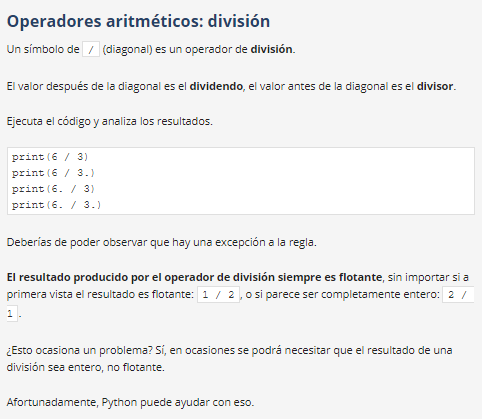 Operadores aritméticos: división
Un símbolo de / (diagonal) es un operador de división.
El valor después de la diagonal es el dividendo, el valor antes de la diagonal es el divisor.
Ejecuta el código y analiza los resultados.
print(6 / 3)
print(6 / 3.)
print(6. / 3)
print(6. / 3.)
Deberías de poder observar que hay una excepción a la regla.
El resultado producido por el operador de división siempre es flotante, sin importar si a
primera vista el resultado es flotante: 1 / 2, o si parece ser completamente entero: 2 /
1.
¿Esto ocasiona un problema? Sí, en ocasiones se podrá necesitar que el resultado de una
división sea entero, no flotante.
Afortunadamente, Python puede ayudar con eso.